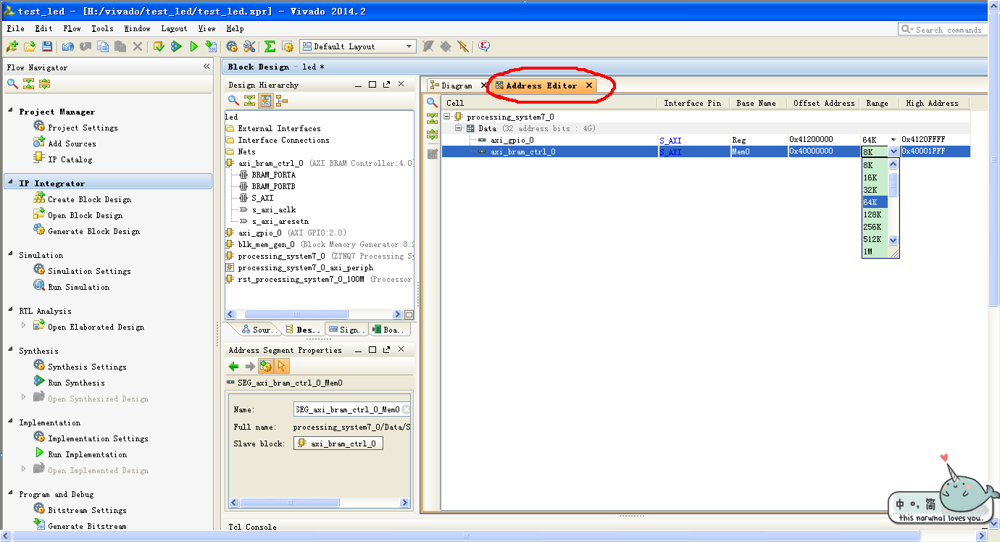 test_led - [H:/vivado/test_led/test_led.xpr] - Vivado 2014.2
File Edit Flow Tools Window Layout View Help
Search commands
Default Layout
Flow Navigator
Project Manager
Project Settings
Add Sources
IP Catalog
IP Integrator
Create Block Design
Open Block Design
Generate Block Design
Simulation
Simulation Settings
Run Simulation
RTL Analysis
Open Elaborated Design
Synthesis
Synthesis Settings
Run Synthesis
Open Synthesized Design
Implementation
Implementation Settings
Run Implementation
Open Implemented Design
Program and Debug
Bitstream Settings
Generate Bitstream
Block Design - led *
Design Hierarchy
led
External Interfaces
Interface Connections
Nets
axi_bram_ctrl_0 (AXI BRAM Controller:4.0)
BRAM_PORTA
BRAM_PORTB
S_AXI
s_axi_aclk
s_axi_aresetn
axi_gpio_0 (AXI GPIO:2.0)
blk_mem_gen_0 (Block Memory Generator:8.2
processing_system7_0 (ZYNQ7 Processing Sy
processing_system7_0_axi_periph
rst_processing_system7_0_100M (Processor
Sour.. Des.. Sign.. Boa..
Address Segment Properties
SEG_axi_bram_ctrl_0_Mem0
Name: SEG_axi_bram_ctrl_0_Mem0
Full name: processing_system7_0/Data/S
Slave block: axi_bram_ctrl_0
Tcl Console
Diagram Address Editor
Cell Interface Pin Base Name Offset Address Range High Address
processing_system7_0
Data (32 address bits : 4G)
axi_gpio_0 S_AXI Reg 0x41200000 64K 0x4120FFFF
axi_bram_ctrl_0 S_AXI Mem0 0x40000000 8K 0x40001FFF
8K
16K
32K
64K
128K
256K
512K
1M
中 简
this narwhal loves you.